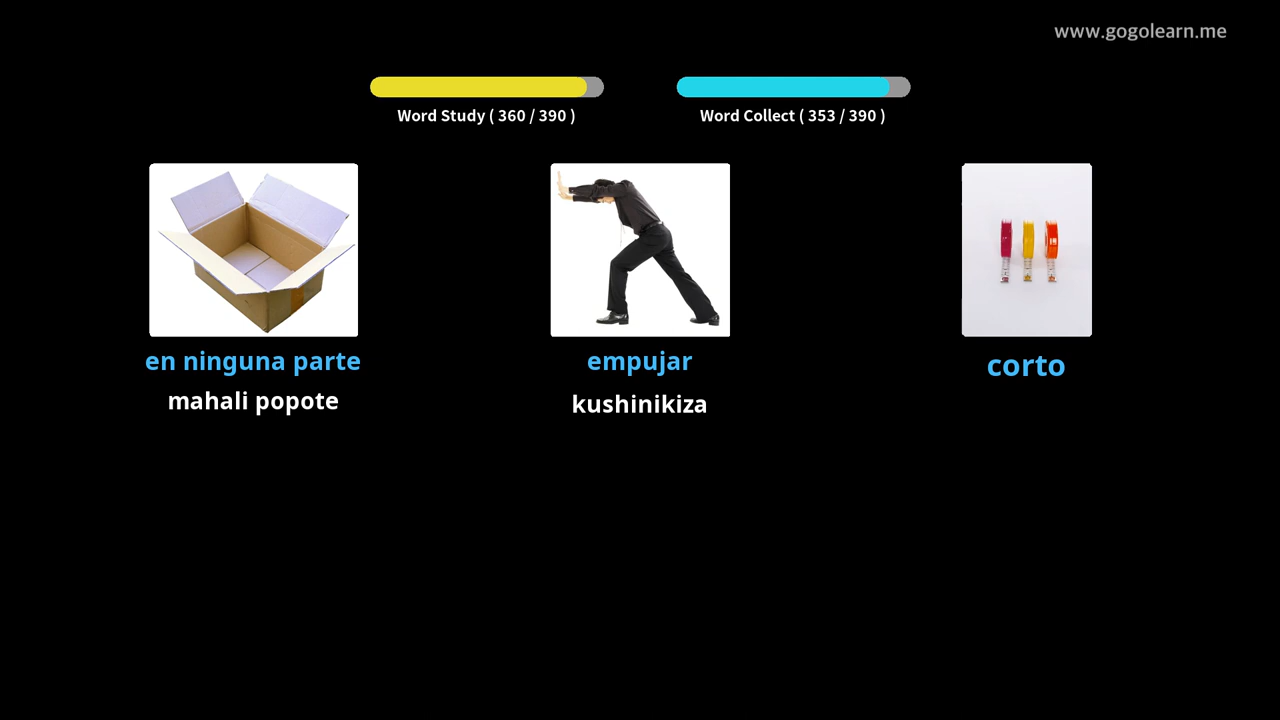 www.gogolearn.me
Word Study ( 360 / 390 )
Word Collect ( 353 / 390 )
en ninguna parte
empujar
corto
mahali popote
kushinikiza